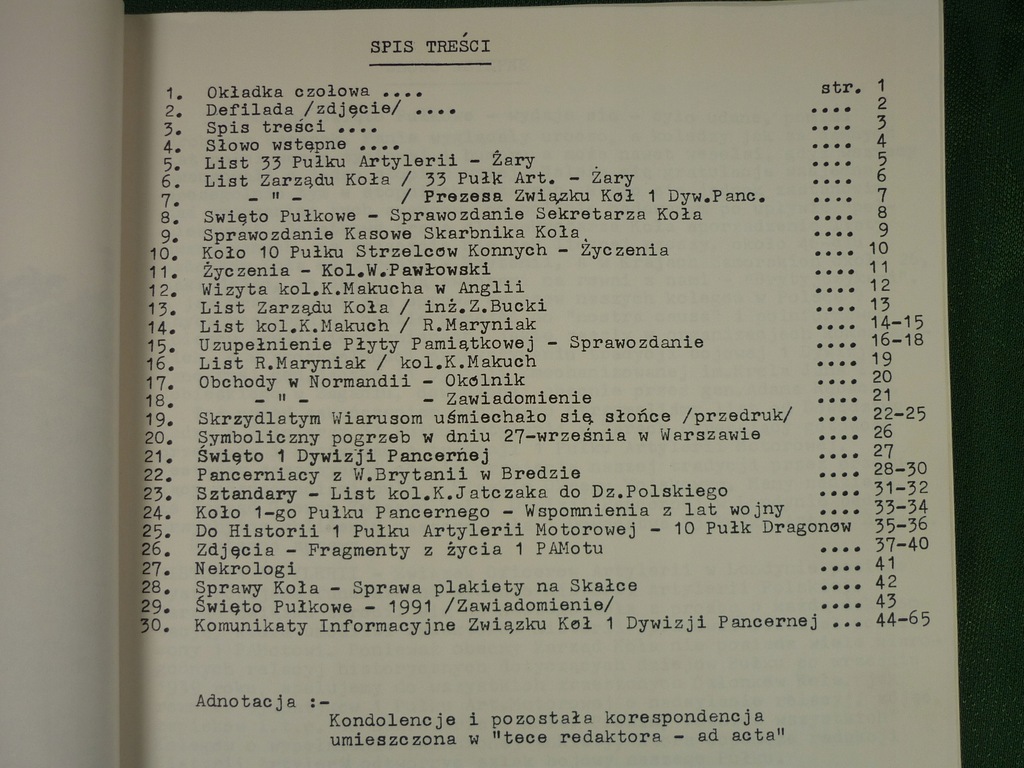 SPIS TREŚCI
1. Okładka czołowa .... str. 1
2. Defilada /zdjęcie/ .... .... 2
3. Spis treści .... .... 3
4. Słowo wstępne .... .... 4
5. List 33 Pułku Artylerii - Żary .... 5
6. List Zarządu Koła / 33 Pułk Art. - Żary .... 6
7. - " - / Prezesa Związku Kół 1 Dyw.Panc. .... 7
8. Swięto Pułkowe - Sprawozdanie Sekretarza Koła .... 8
9. Sprawozdanie Kasowe Skarbnika Koła .... 9
10. Koło 10 Pułku Strzelcow Konnych - Życzenia .... 10
11. Życzenia - Kol.W.Pawłowski .... 11
12. Wizyta kol.K.Makucha w Anglii .... 12
13. List Zarządu Koła / inż.Z.Bucki .... 13
14. List kol.K.Makuch / R.Maryniak .... 14-15
15. Uzupełnienie Płyty Pamiątkowej - Sprawozdanie .... 16-18
16. List R.Maryniak / kol.K.Makuch .... 19
17. Obchody w Normandii - Okólnik .... 20
18. - " - - Zawiadomienie .... 21
19. Skrzydlatym Wiarusom uśmiechało się słońce /przedruk/ .... 22-25
20. Symboliczny pogrzeb w dniu 27-września w Warszawie .... 26
21. Święto 1 Dywizji Pancernej .... 27
22. Pancerniacy z W.Brytanii w Bredzie .... 28-30
23. Sztandary - List kol.K.Jatczaka do Dz.Polskiego .... 31-32
24. Koło 1-go Pułku Pancernego - Wspomnienia z lat wojny .... 33-34
25. Do Historii 1 Pułku Artylerii Motorowej - 10 Pułk Dragonow 35-36
26. Zdjęcia - Fragmenty z życia 1 PAMotu .... 37-40
27. Nekrologi .... 41
28. Sprawy Koła - Sprawa plakiety na Skałce .... 42
29. Święto Pułkowe - 1991 /Zawiadomienie/ .... 43
30. Komunikaty Informacyjne Związku Kół 1 Dywizji Pancernej ... 44-65
Adnotacja :-
Kondolencje i pozostała korespondencja
umieszczona w "tece redaktora - ad acta"